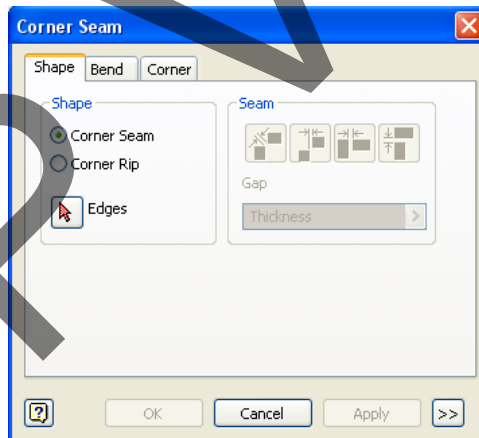 Corner Seam
Shape Bend Corner
Shape
Corner Seam
Corner Rip
Edges
Seam
Gap
Thickness
OK Cancel Apply >>